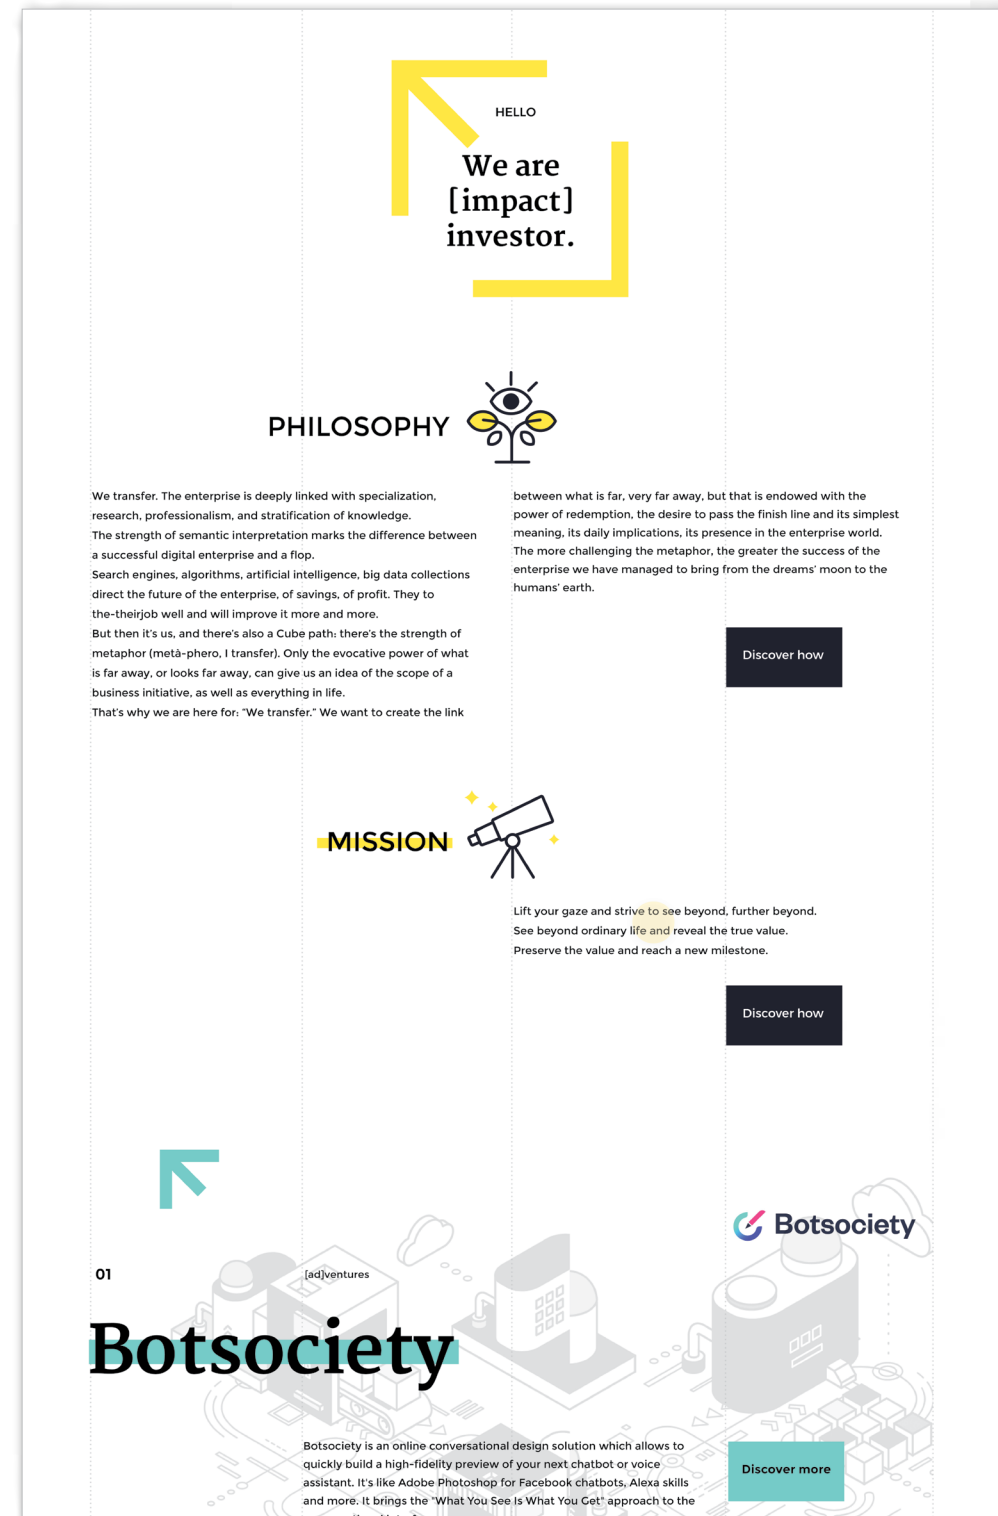 HELLO
We are
[impact]
investor.
PHILOSOPHY
We transfer. The enterprise is deeply linked with specialization,
research, professionalism, and stratification of knowledge.
The strength of semantic interpretation marks the difference between
a successful digital enterprise and a flop.
Search engines, algorithms, artificial intelligence, big data collections
direct the future of the enterprise, of savings, of profit. They to
the-theirjob well and will improve it more and more.
But then it's us, and there's also a Cube path: there's the strength of
metaphor (metà-phero, I transfer). Only the evocative power of what
is far away, or looks far away, can give us an idea of the scope of a
business initiative, as well as everything in life.
That's why we are here for: "We transfer." We want to create the link
between what is far, very far away, but that is endowed with the
power of redemption, the desire to pass the finish line and its simplest
meaning, its daily implications, its presence in the enterprise world.
The more challenging the metaphor, the greater the success of the
enterprise we have managed to bring from the dreams' moon to the
humans' earth.
Discover how
MISSION
Lift your gaze and strive to see beyond, further beyond.
See beyond ordinary life and reveal the true value.
Preserve the value and reach a new milestone.
Discover how
Botsociety
01
[ad]ventures
Botsociety
Botsociety is an online conversational design solution which allows to
quickly build a high-fidelity preview of your next chatbot or voice
assistant. It's like Adobe Photoshop for Facebook chatbots, Alexa skills
and more. It brings the "What You See Is What You Get" approach to the
Discover more